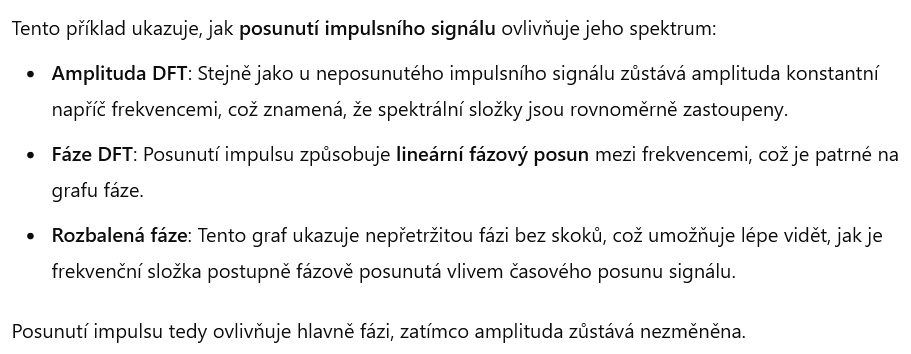 Tento příklad ukazuje, jak posunutí impulsního signálu ovlivňuje jeho spektrum:
• Amplituda DFT: Stejně jako u neposunutého impulsního signálu zůstává amplituda konstantní
napříč frekvencemi, což znamená, že spektrální složky jsou rovnoměrně zastoupeny.
• Fáze DFT: Posunutí impulsu způsobuje lineární fázový posun mezi frekvencemi, což je patrné na
grafu fáze.
• Rozbalená fáze: Tento graf ukazuje nepřetržitou fázi bez skoků, což umožňuje lépe vidět, jak je
frekvenční složka postupně fázově posunutá vlivem časového posunu signálu.
Posunutí impulsu tedy ovlivňuje hlavně fázi, zatímco amplituda zůstává nezměněna.